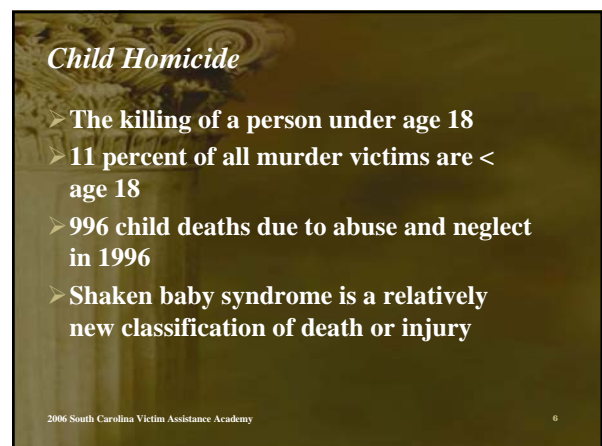 Child Homicide
➢The killing of a person under age 18
➢11 percent of all murder victims are <
age 18
➢996 child deaths due to abuse and neglect
in 1996
➢Shaken baby syndrome is a relatively
new classification of death or injury
2006 South Carolina Victim Assistance Academy 6